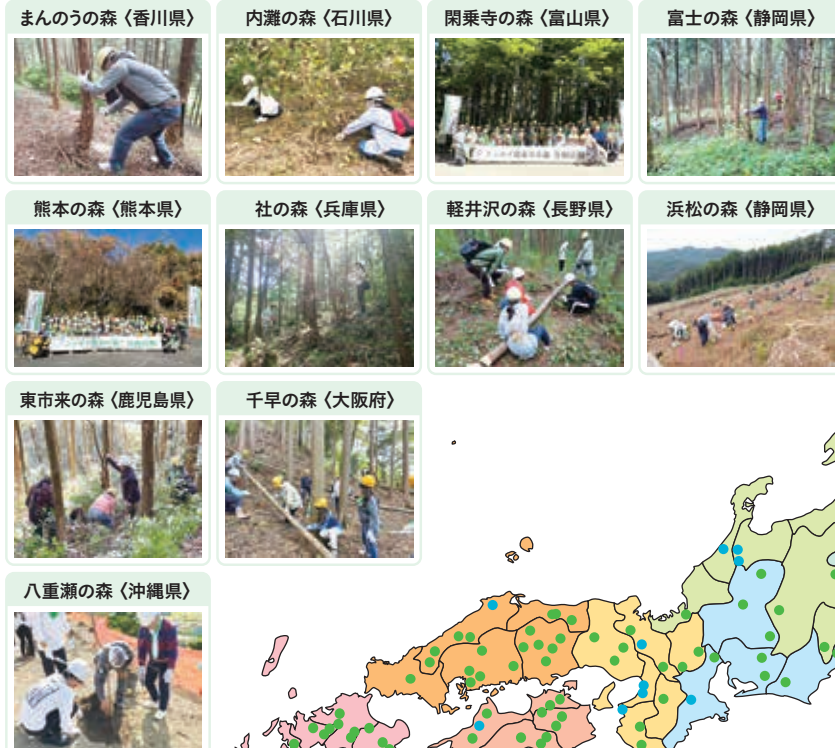 まんのうの森〈香川県〉
内灘の森〈石川県〉
閑乗寺の森〈富山県〉
富士の森〈静岡県〉
熊本の森〈熊本県〉
社の森〈兵庫県〉
軽井沢の森〈長野県〉
浜松の森〈静岡県〉
東市来の森〈鹿児島県〉
千早の森〈大阪府〉
八重瀬の森〈沖縄県〉